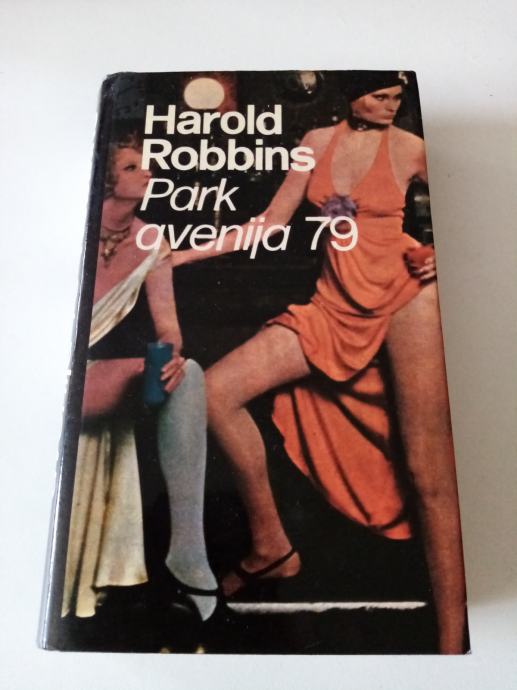 Harold
Robbins
Park
avenija 79